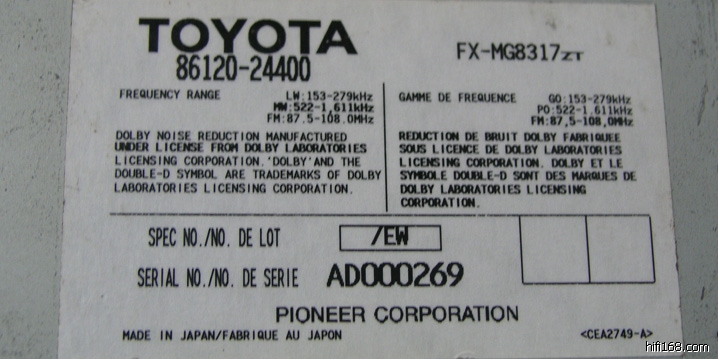 TOYOTA
86120-24400
FX-MG8317ZT
FREQUENCY RANGE
LW:153-279kHz
MW:522-1,611kHz
FM:87.5-108.0MHz
DOLBY NOISE REDUCTION MANUFACTURED
UNDER LICENSE FROM DOLBY LABORATORIES
LICENSING CORPORATION. 'DOLBY' AND THE
DOUBLE-D SYMBOL ARE TRADEMARKS OF DOLBY
LABORATORIES LICENSING CORPORATION.
GAMME DE FREQUENCE
GO:153-279kHz
PO:522-1,611kHz
FM:87,5-108,0MHz
REDUCTION DE BRUIT DOLBY FABRIQUEE
SOUS LICENCE DE DOLBY LABORATORIES
LICENSING CORPORATION. DOLBY ET LE
SYMBOLE DOUBLE-D SONT DES MARQUES DE
DOLBY LABORATORIES LICENSING
CORPORATION.
SPEC NO./NO. DE LOT /EW
SERIAL NO./NO. DE SERIE AD000269
PIONEER CORPORATION
MADE IN JAPAN/FABRIQUE AU JAPON
<CEA2749-A>
hifi168.com